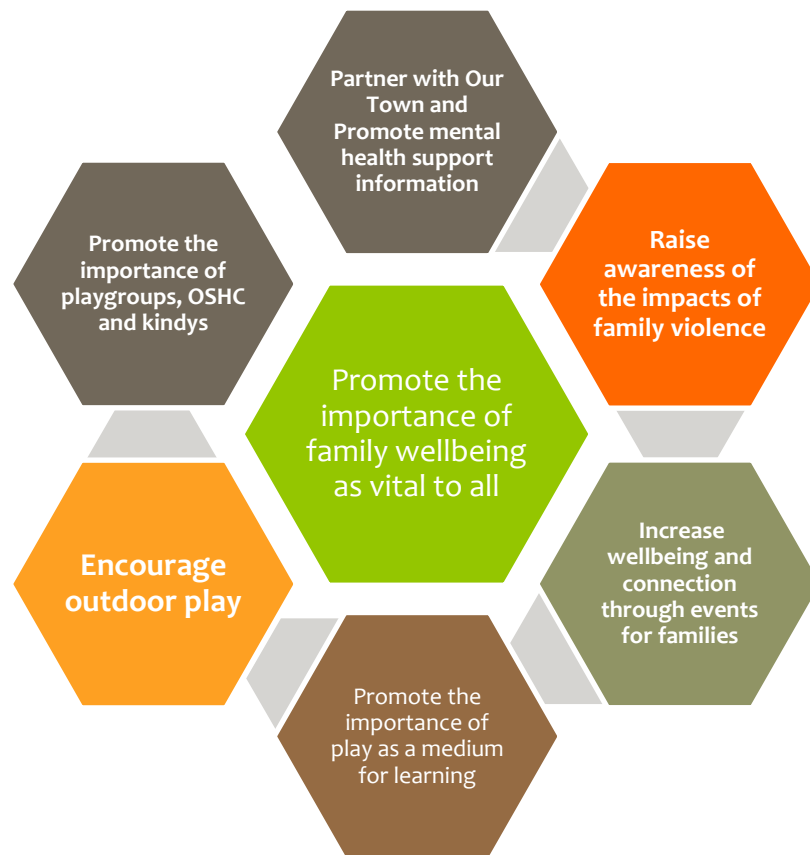 Partner with Our
Town and
Promote mental
health support
information
Raise
awareness of
the impacts of
family violence
Promote the
importance of
playgroups, OSHC
and kindys
Promote the
importance of
family wellbeing
as vital to all
Increase
wellbeing and
connection
through events
for families
Encourage
outdoor play
Promote the
importance of
play as a medium
for learning